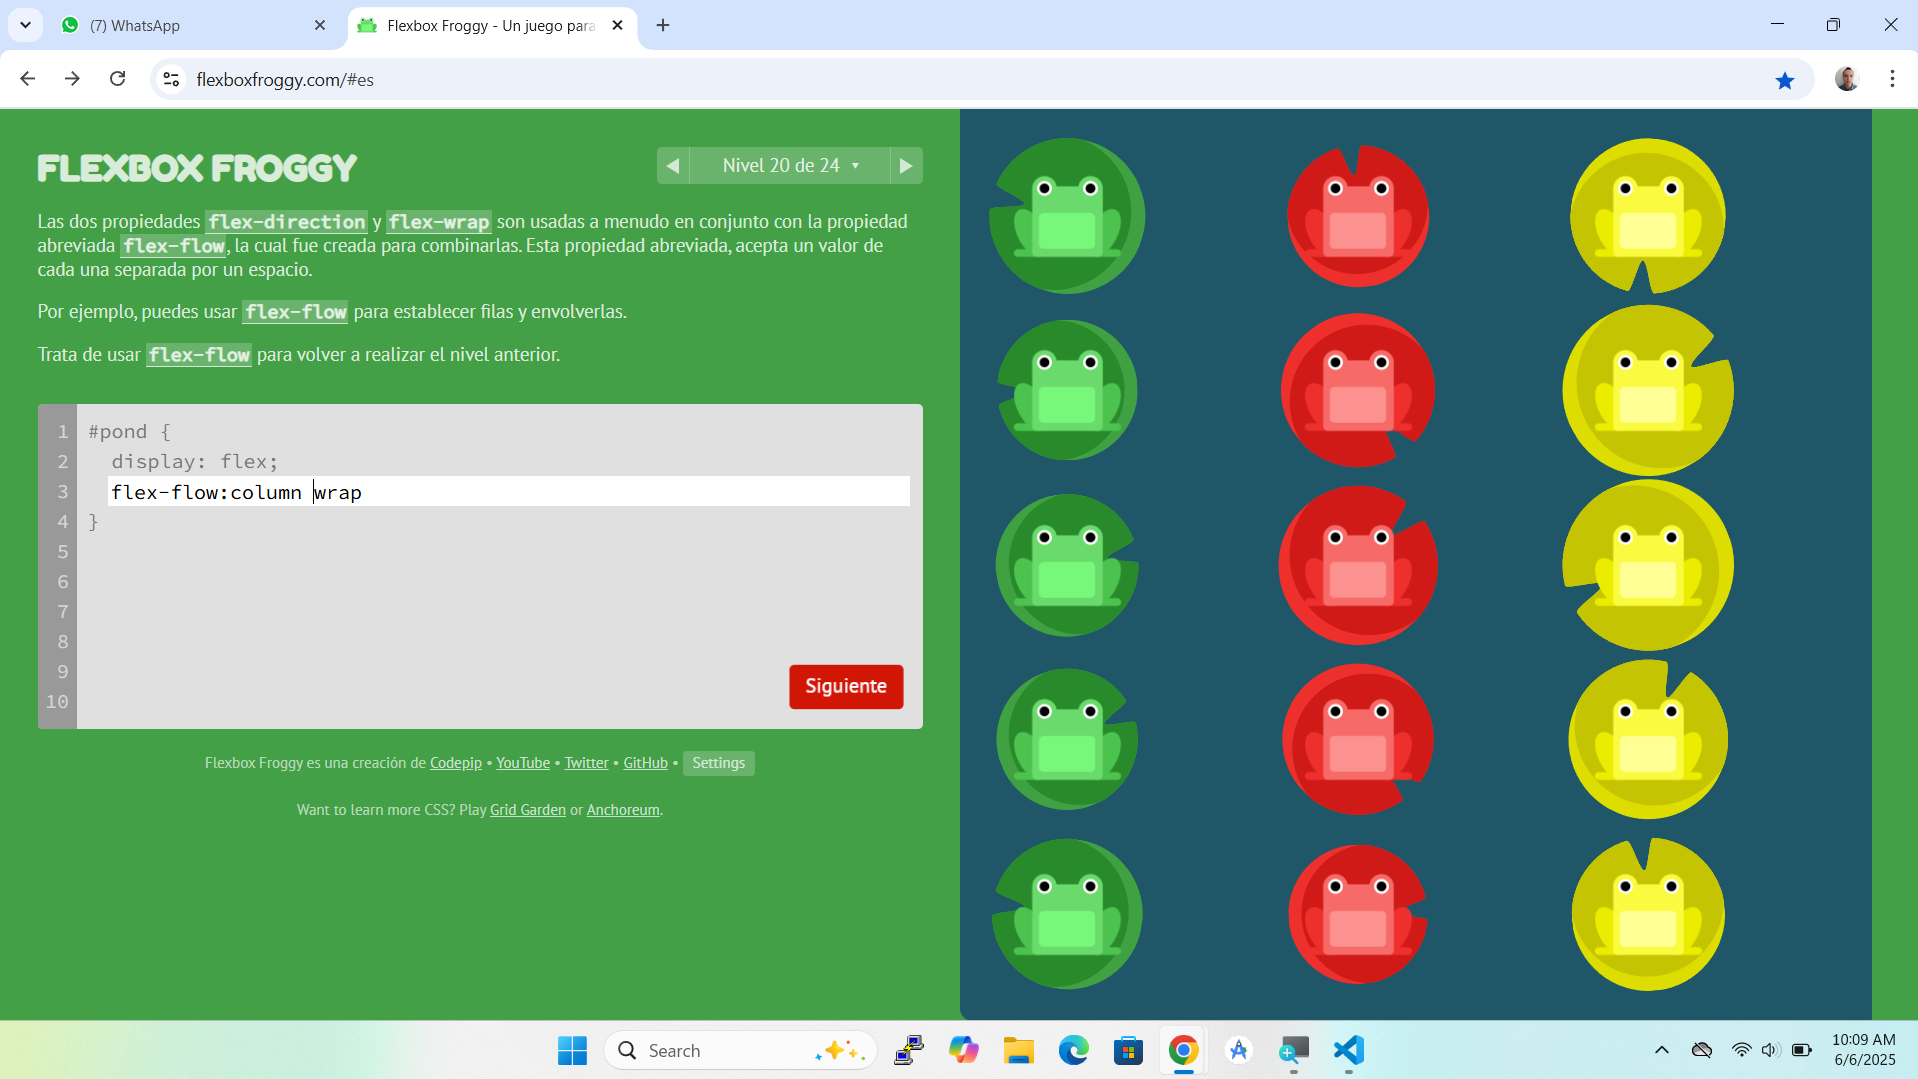 (7) WhatsApp
Flexbox Froggy - Un juego para
flexboxfroggy.com/#es
FLEXBOX FROGGY
Nivel 20 de 24
Las dos propiedades flex-direction y flex-wrap son usadas a menudo en conjunto con la propiedad
abreviada flex-flow, la cual fue creada para combinarlas. Esta propiedad abreviada, acepta un valor de
cada una separada por un espacio.
Por ejemplo, puedes usar flex-flow para establecer filas y envolverlas.
Trata de usar flex-flow para volver a realizar el nivel anterior.
1 #pond {
2 display: flex;
3 flex-flow:column wrap
4 }
5
6
7
8
9
10
Siguiente
Flexbox Froggy es una creación de Codepip • YouTube • Twitter • GitHub • Settings
Want to learn more CSS? Play Grid Garden or Anchoreum.
Search
10:09 AM
6/6/2025